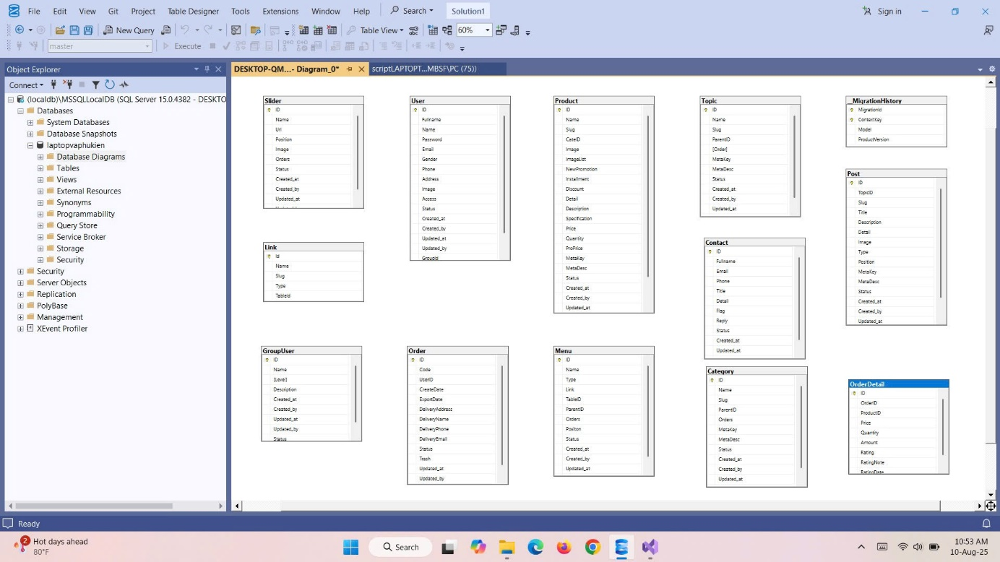 File Edit View Git Project Table Designer Tools Extensions Window Help Search Solution1 Sign in
New Query Table View 60%
master Execute
Object Explorer
Connect
(localdb)\MSSQLLocalDB (SQL Server 15.0.4382 - DESKTO
Databases
System Databases
Database Snapshots
laptopvaphukien
Database Diagrams
Tables
Views
External Resources
Synonyms
Programmability
Query Store
Service Broker
Storage
Security
Security
Server Objects
Replication
PolyBase
Management
XEvent Profiler
DESKTOP-QM...- Diagram_0* scriptLAPTOPT...MBSF\PC (75))
Slider
ID
Name
Url
Position
Image
Orders
Status
Created_at
Created_by
Updated_at
User
ID
Fullname
Name
Password
Email
Gender
Phone
Address
Image
Access
Status
Created_at
Created_by
Updated_at
Updated_by
GroupId
Product
ID
Name
Slug
CateID
Image
ImageList
NewPromotion
Installment
Discount
Detail
Description
Specification
Price
Quantity
ProPrice
MetaKey
MetaDesc
Status
Created_at
Created_by
Updated_at
Topic
ID
Name
Slug
ParentID
[Order]
MetaKey
MetaDesc
Status
Created_at
Created_by
Updated_at
__MigrationHistory
MigrationId
ContextKey
Model
ProductVersion
Post
ID
TopicID
Slug
Title
Description
Detail
Image
Type
Position
MetaKey
MetaDesc
Status
Created_at
Created_by
Updated_at
Link
Id
Name
Slug
Type
TableId
Contact
ID
Fullname
Email
Phone
Title
Detail
Flag
Reply
Status
Created_at
Updated_at
GroupUser
ID
Name
[Level]
Description
Created_at
Created_by
Updated_at
Updated_by
Status
Order
ID
Code
UserID
CreateDate
ExportDate
DeliveryAddress
DeliveryName
DeliveryPhone
DeliveryEmail
Status
Trash
Updated_at
Updated_by
Menu
ID
Name
Type
Link
TableID
ParentID
Orders
Positon
Status
Created_at
Created_by
Updated_at
Category
ID
Name
Slug
ParentID
Orders
MetaKey
MetaDesc
Status
Created_at
Created_by
Updated_at
OrderDetail
ID
OrderID
ProductID
Price
Quantity
Amount
Rating
RatingNote
RatingDate
Ready
2
Hot days ahead
80°F
Search
10:53 AM
10-Aug-25